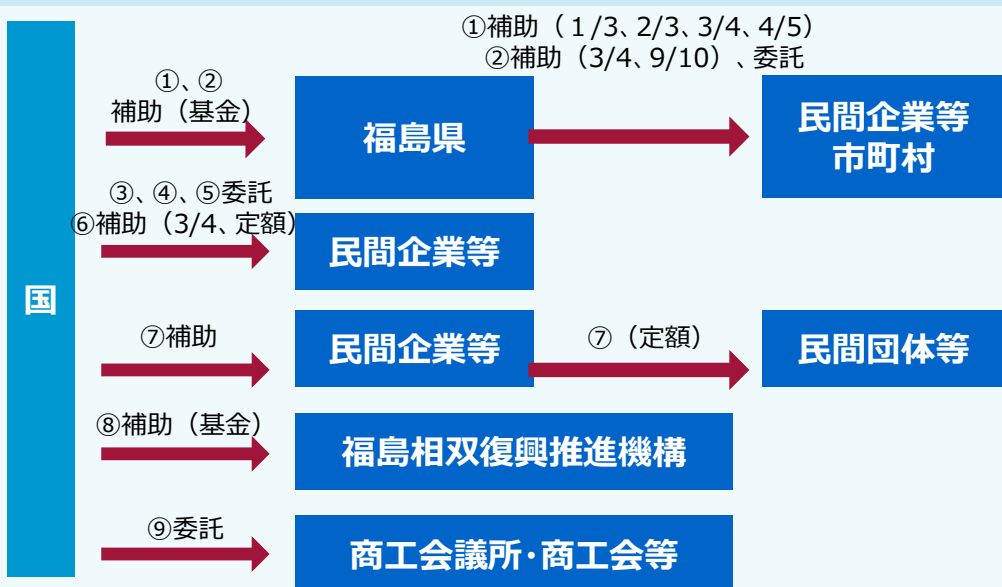 国
①、②
補助（基金）
福島県
①補助（１/3、2/3、3/4、4/5）
②補助（3/4、9/10）、委託
民間企業等
市町村
③、④、⑤委託
⑥補助（3/4、定額）
民間企業等
⑦補助
民間企業等
⑦（定額）
民間団体等
⑧補助（基金）
福島相双復興推進機構
⑨委託
商工会議所・商工会等